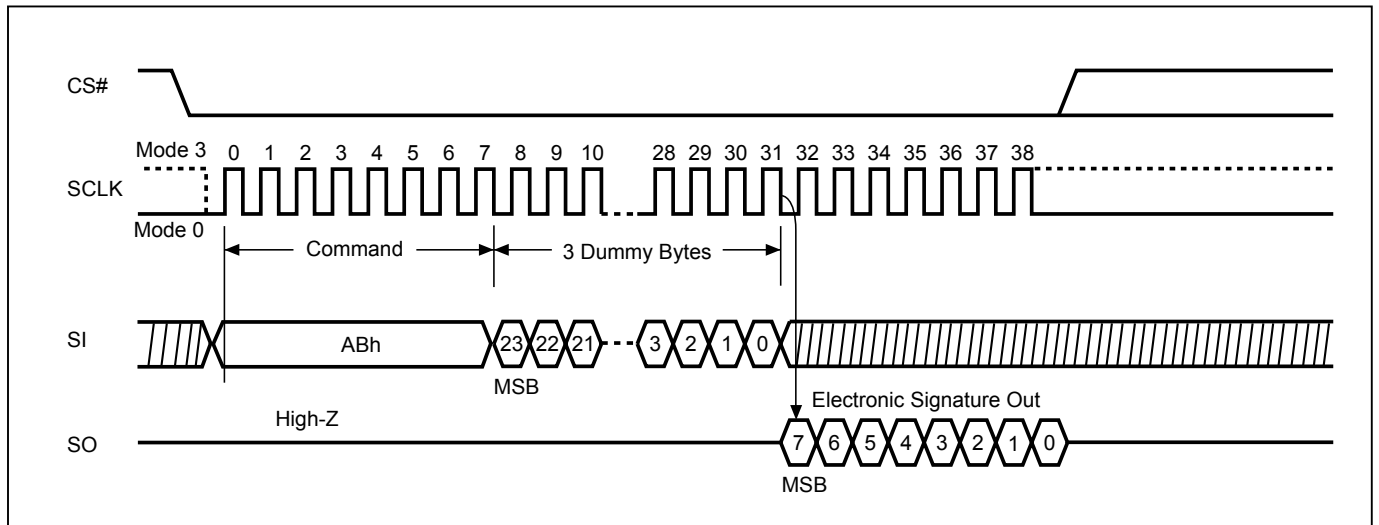 CS#
Mode 3 0 1 2 3 4 5 6 7 8 9 10 28 29 30 31 32 33 34 35 36 37 38
SCLK
Mode 0
Command 3 Dummy Bytes
SI ABh 23 22 21 3 2 1 0
MSB
High-Z Electronic Signature Out
SO 7 6 5 4 3 2 1 0
MSB